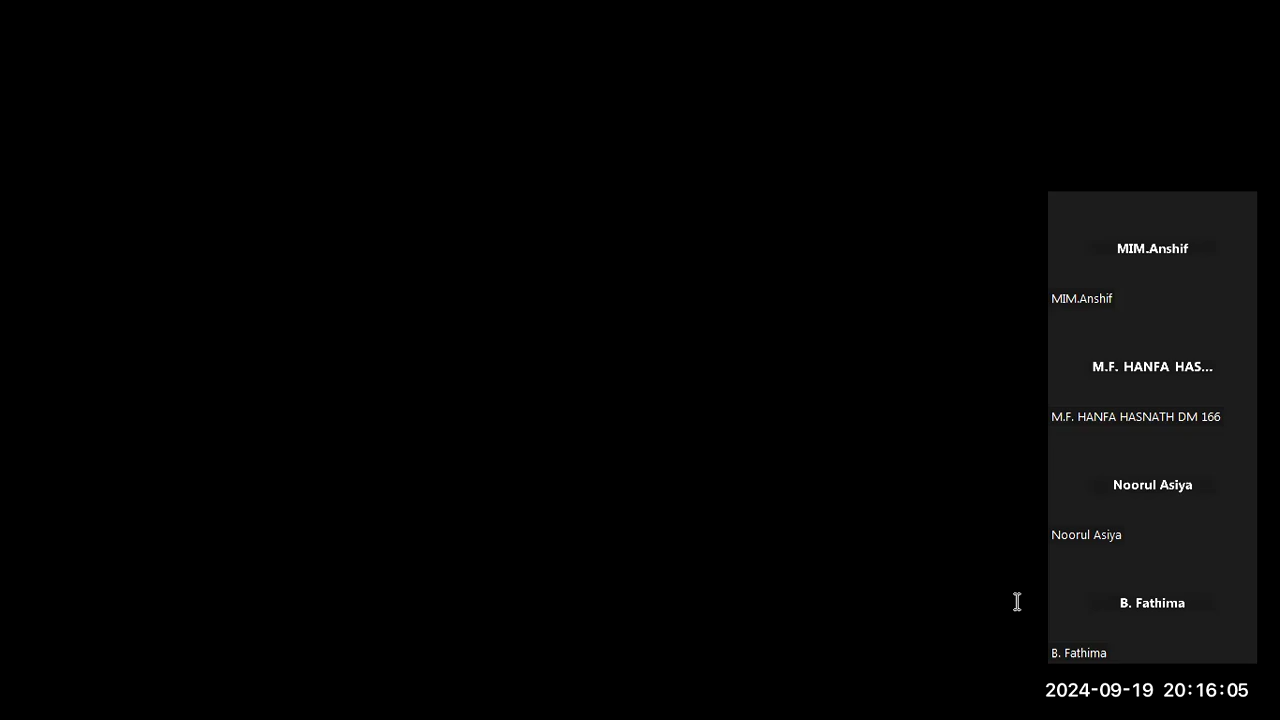 MIM.Anshif
MIM.Anshif
M.F. HANFA HAS...
M.F. HANFA HASNATH DM 166
Noorul Asiya
Noorul Asiya
B. Fathima
B. Fathima
2024-09-19 20:16:05